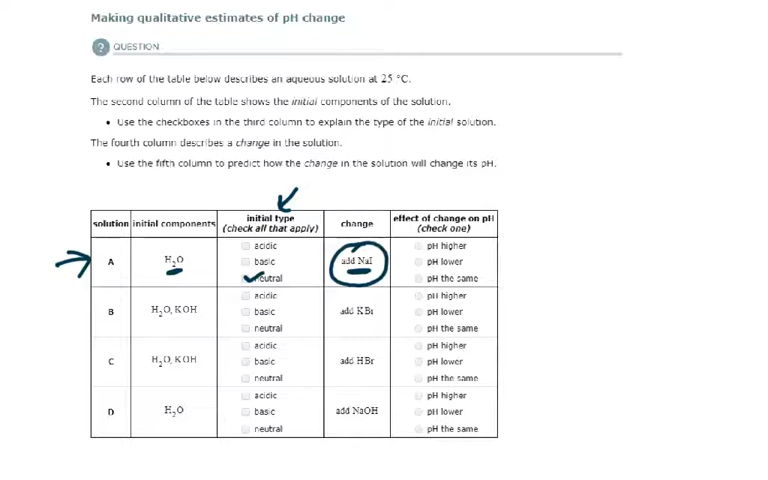 Making qualitative estimates of pH change
? QUESTION
Each row of the table below describes an aqueous solution at 25 °C.
The second column of the table shows the initial components of the solution.
• Use the checkboxes in the third column to explain the type of the initial solution.
The fourth column describes a change in the solution.
• Use the fifth column to predict how the change in the solution will change its pH.
solution initial components initial type (check all that apply) change effect of change on pH (check one)
A H₂O acidic basic neutral add NaI pH higher pH lower pH the same
B H₂O, KOH acidic basic neutral add KBr pH higher pH lower pH the same
C H₂O, KOH acidic basic neutral add HBr pH higher pH lower pH the same
D H₂O acidic basic neutral add NaOH pH higher pH lower pH the same